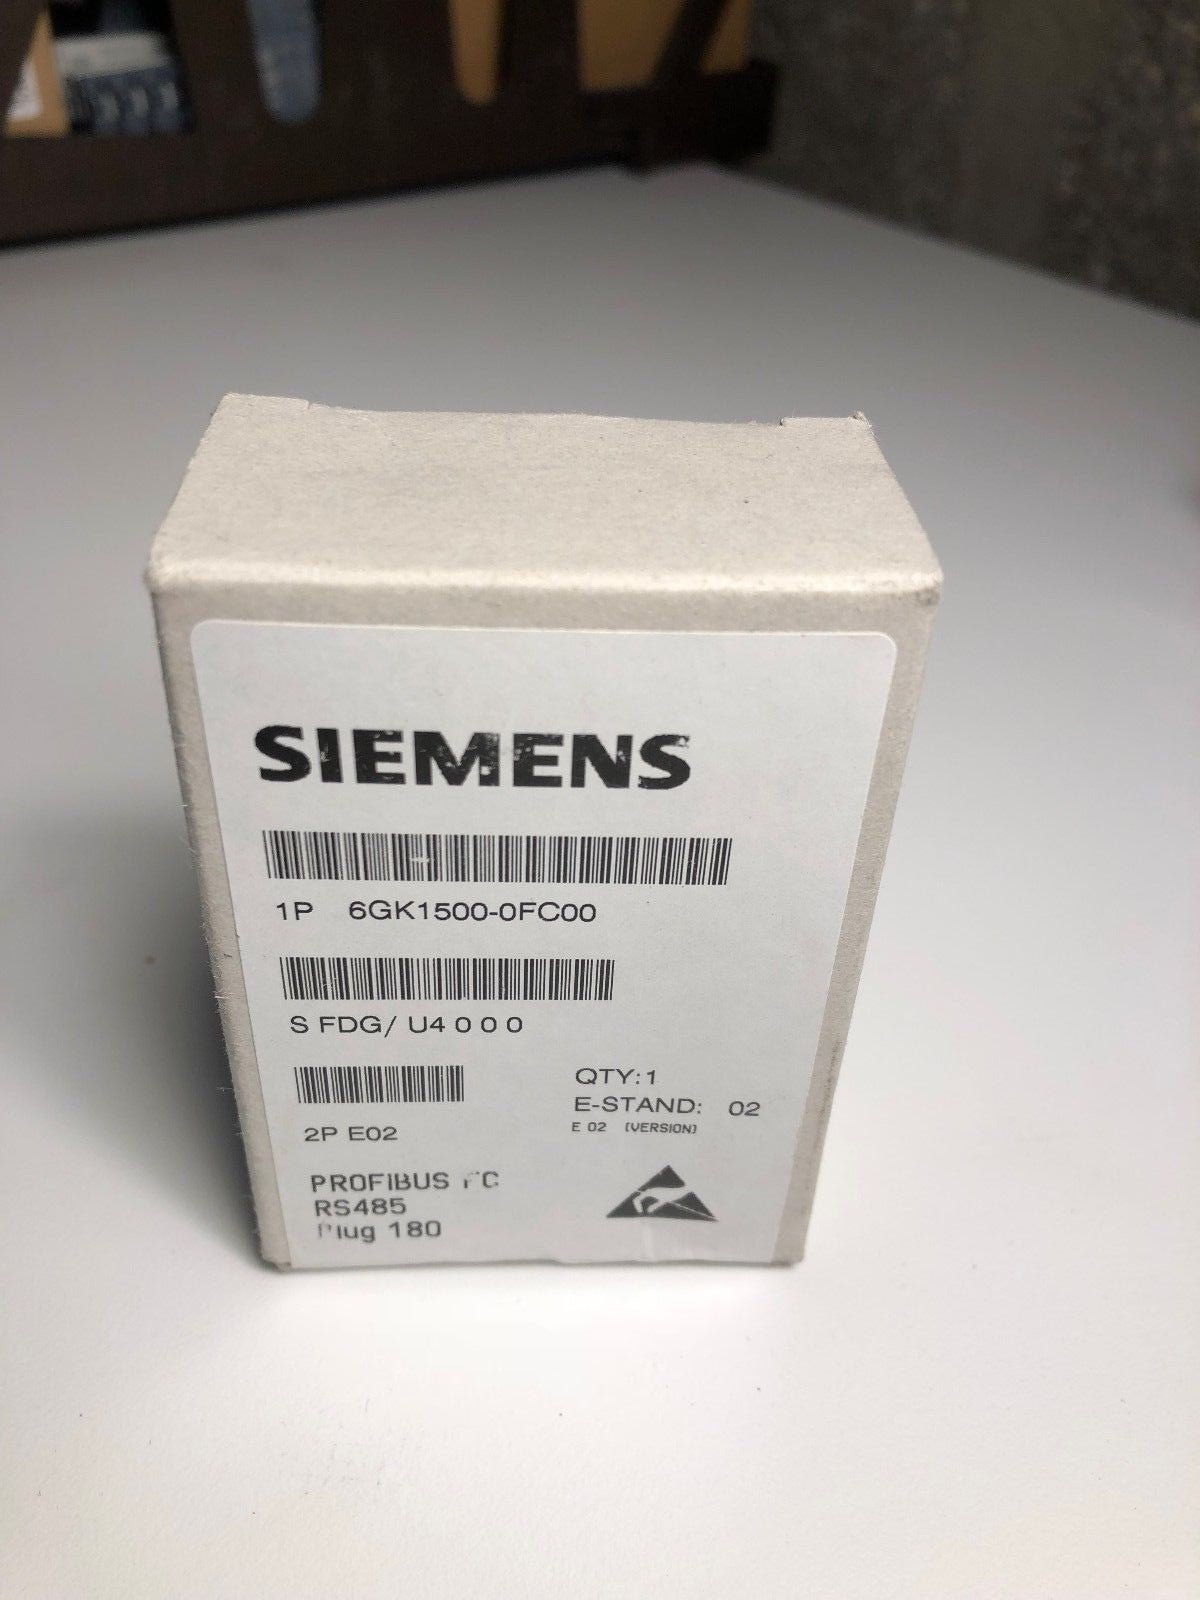 SIEMENS
1P 6GK1500-0FC00
S FDG/ U4 0 0 0
QTY:1
E-STAND: 02
E 02 (VERSION)
2P E02
PROFIBUS FC
RS485
Plug 180